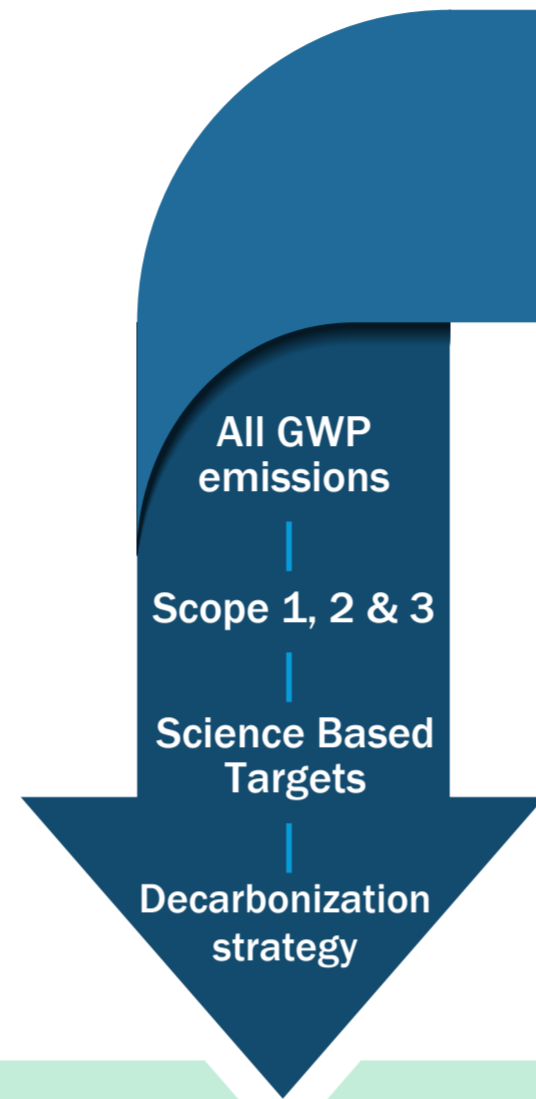 All GWP
emissions
Scope 1, 2 & 3
Science Based
Targets
Decarbonization
strategy